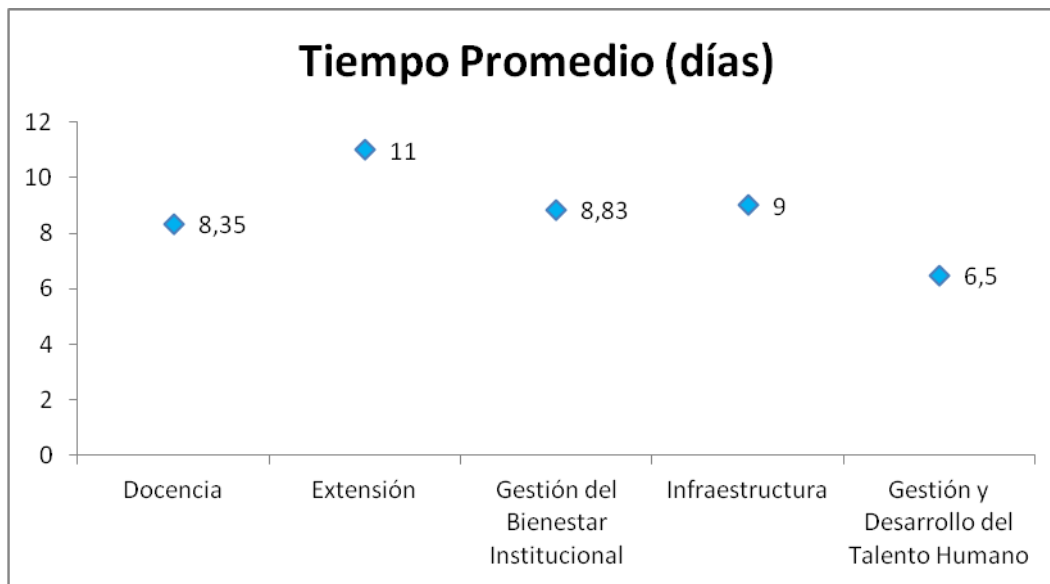 Tiempo Promedio (días)
12
10
8
6
4
2
0
8,35
11
8,83
9
6,5
Docencia
Extensión
Gestión del
Bienestar
Institucional
Infraestructura
Gestión y
Desarrollo del
Talento Humano